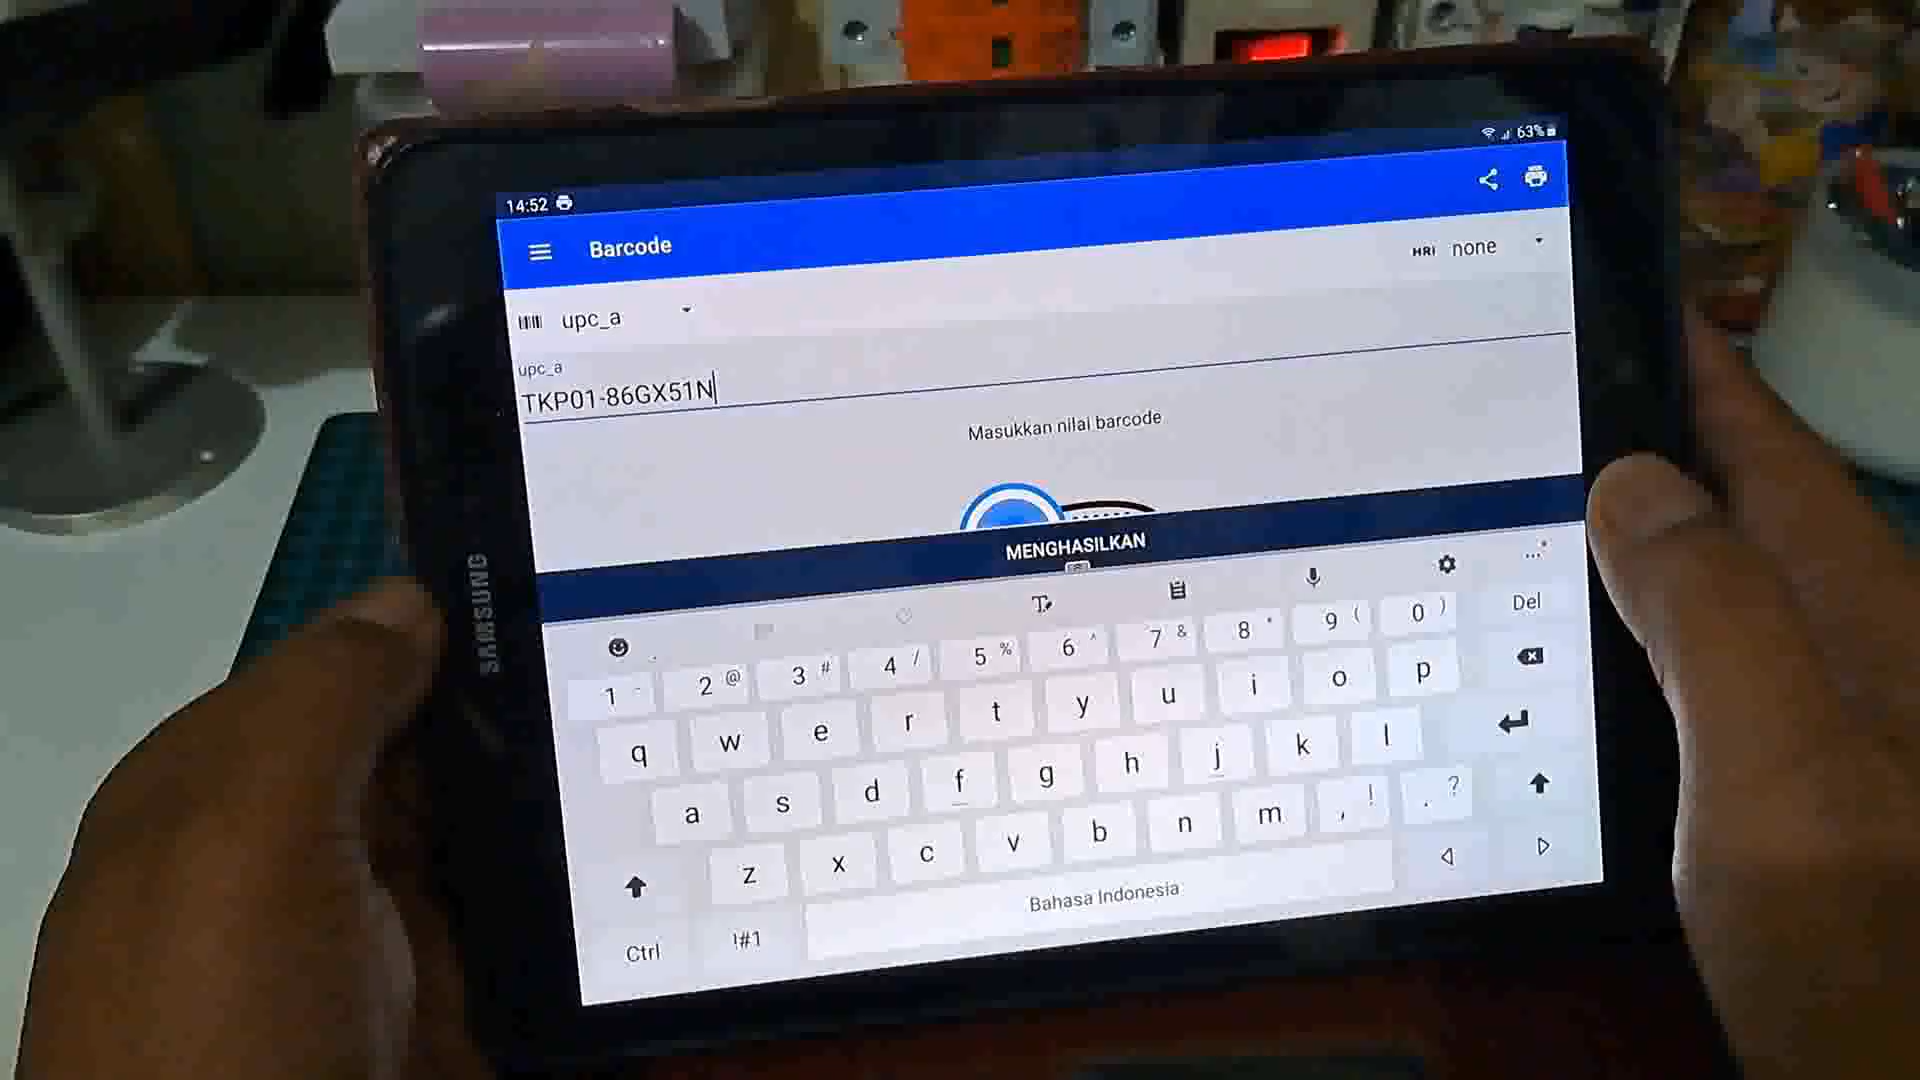 14:52
63%
Barcode
HRI none
upc_a
upc_a
TKP01-86GX51N
Masukkan nilai barcode
MENGHASILKAN
SAMSUNG
Del
1 - 2 @ 3 # 4 / 5 % 6 ^ 7 & 8 * 9 ( 0 )
q w e r t y u i o p
a s d f g h j k l
z x c v b n m , ! . ?
Ctrl !#1 Bahasa Indonesia